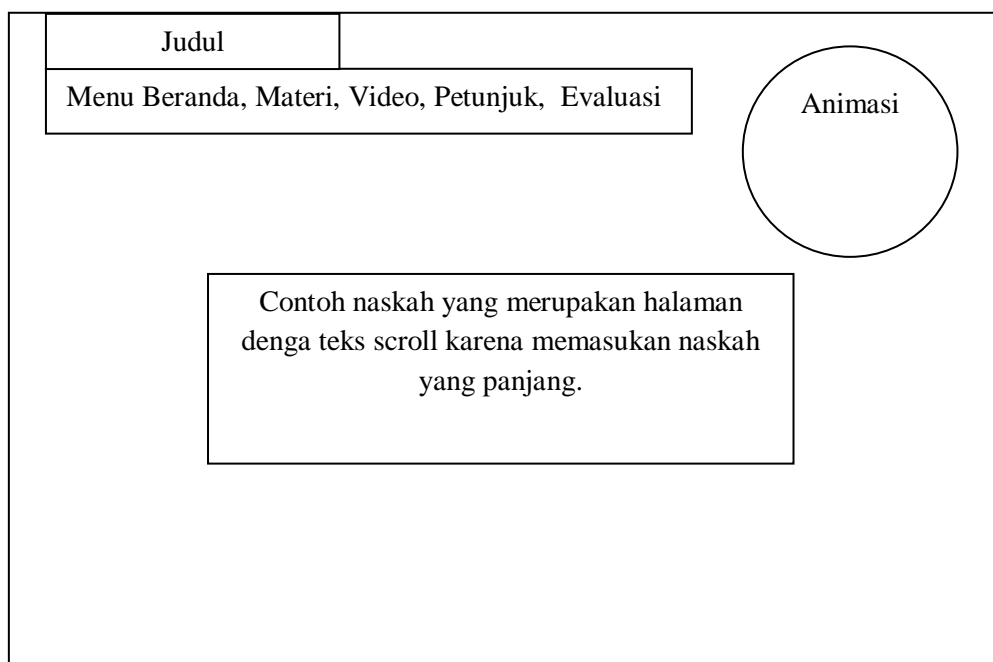 Judul
Menu Beranda, Materi, Video, Petunjuk,  Evaluasi
Animasi
Contoh naskah yang merupakan halaman
denga teks scroll karena memasukan naskah
yang panjang.